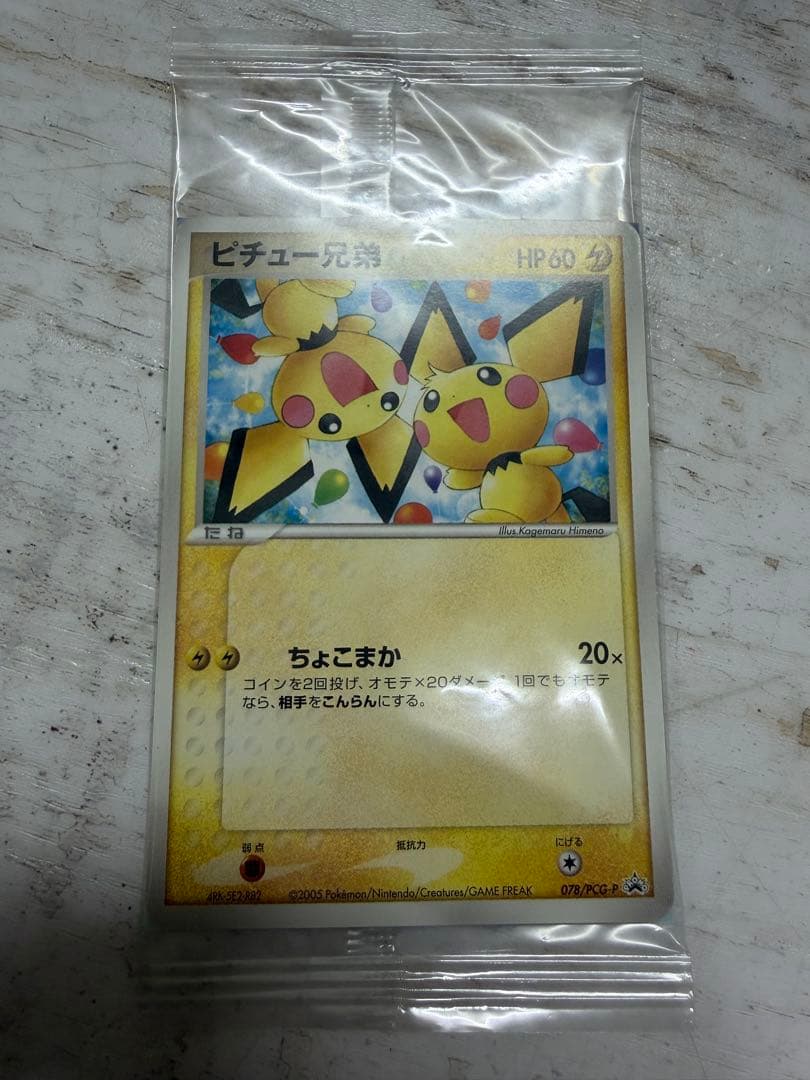 ピチュー兄弟 HP60
たね Illus. Kagemaru Himeno
ちょこまか 20×
コインを2回投げ、オモテ×20ダメージ。1回でもオモテ
なら、相手をこんらんにする。
弱点 抵抗力 にげる
4RK-5E2-RB2 ©2005 Pokémon/Nintendo/Creatures/GAME FREAK 078/PCG-P